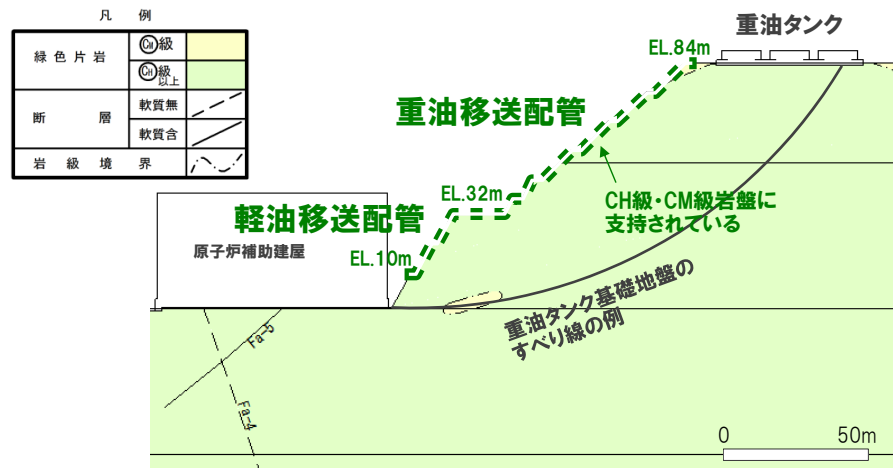 凡 例
緑色片岩
CM級
CH級
以上
断 層
軟質無
軟質含
岩級境界
重油タンク
EL.84m
重油移送配管
EL.32m
CH級・CM級岩盤に
支持されている
軽油移送配管
原子炉補助建屋
EL.10m
重油タンク基礎地盤の
すべり線の例
Fa-5
Fa-4
0 50m